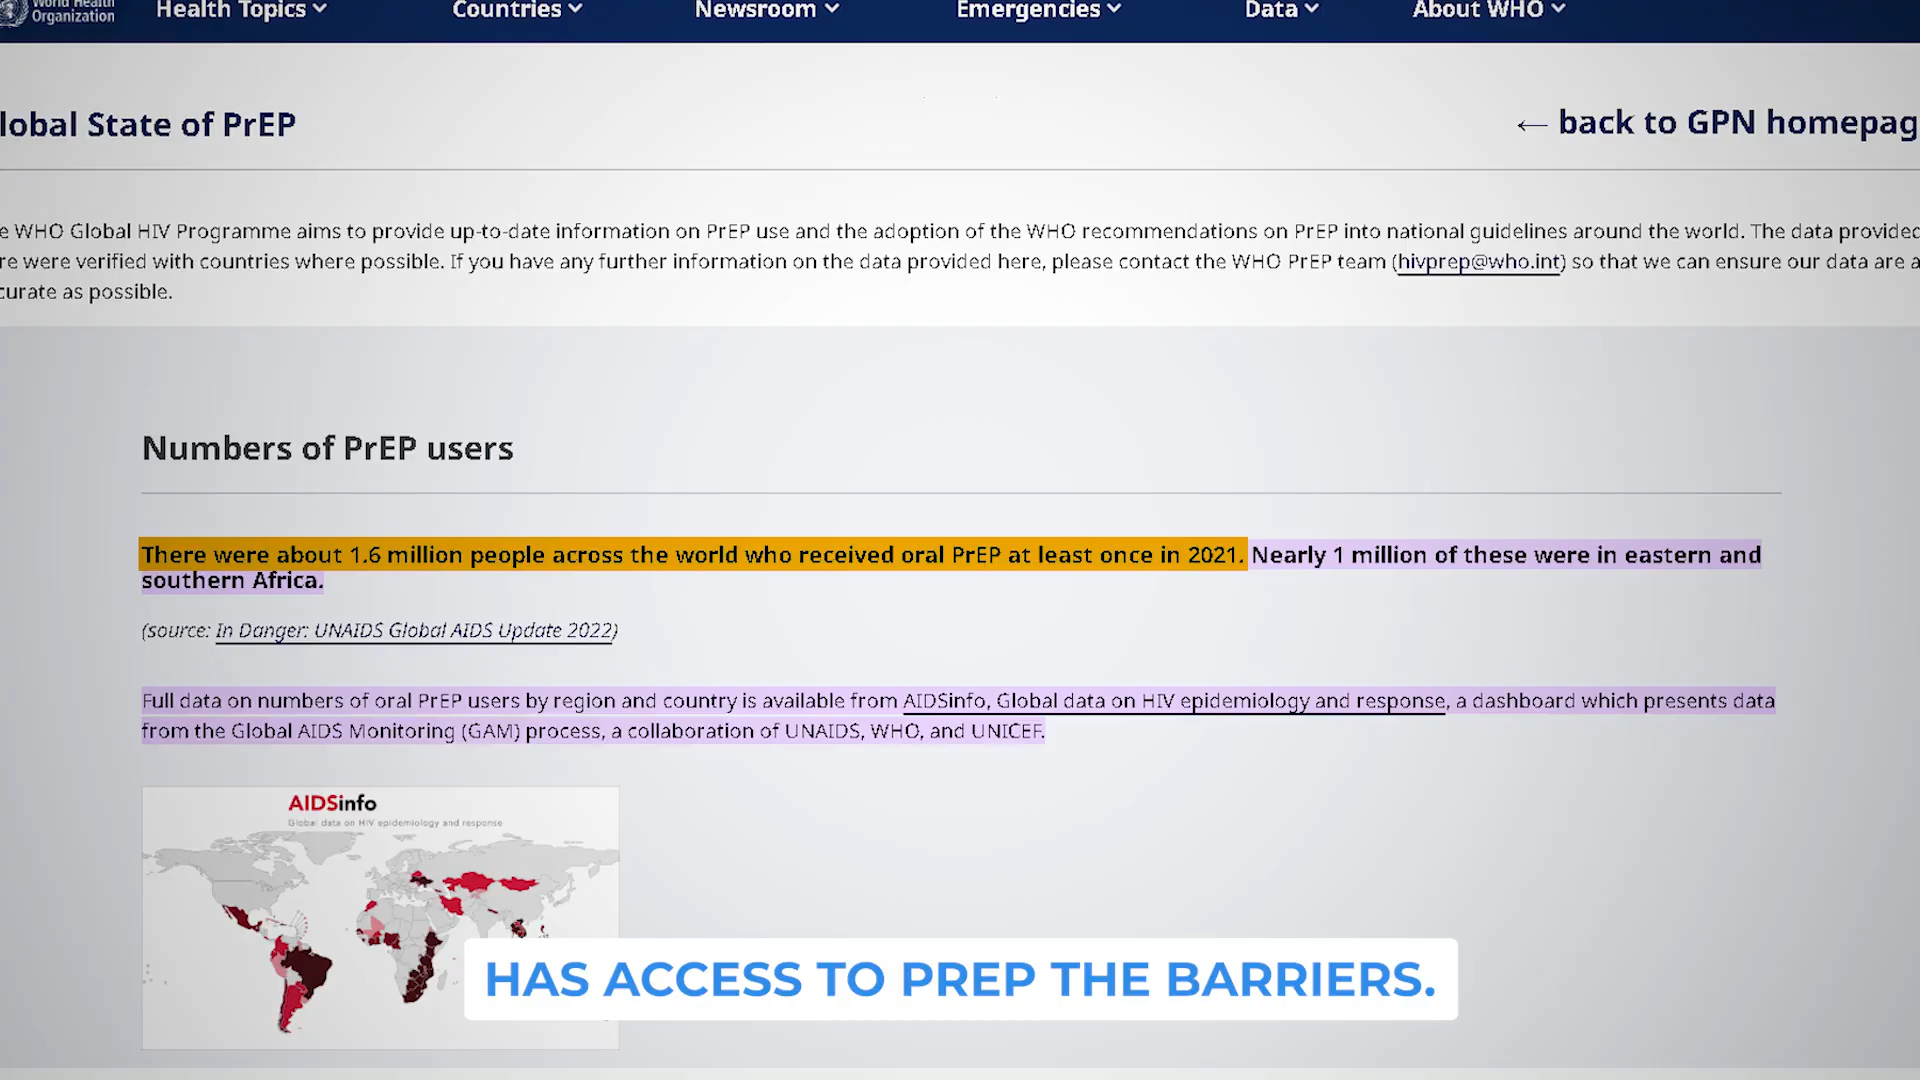 World Health
Organization
Health Topics
Countries
Newsroom
Emergencies
Data
About WHO
lobal State of PrEP
← back to GPN homepag
e WHO Global HIV Programme aims to provide up-to-date information on PrEP use and the adoption of the WHO recommendations on PrEP into national guidelines around the world. The data provided
re were verified with countries where possible. If you have any further information on the data provided here, please contact the WHO PrEP team (hivprep@who.int) so that we can ensure our data are a
curate as possible.
Numbers of PrEP users
There were about 1.6 million people across the world who received oral PrEP at least once in 2021. Nearly 1 million of these were in eastern and
southern Africa.
(source: In Danger: UNAIDS Global AIDS Update 2022)
Full data on numbers of oral PrEP users by region and country is available from AIDSinfo, Global data on HIV epidemiology and response, a dashboard which presents data
from the Global AIDS Monitoring (GAM) process, a collaboration of UNAIDS, WHO, and UNICEF.
AIDSinfo
Global data on HIV epidemiology and response
HAS ACCESS TO PREP THE BARRIERS.